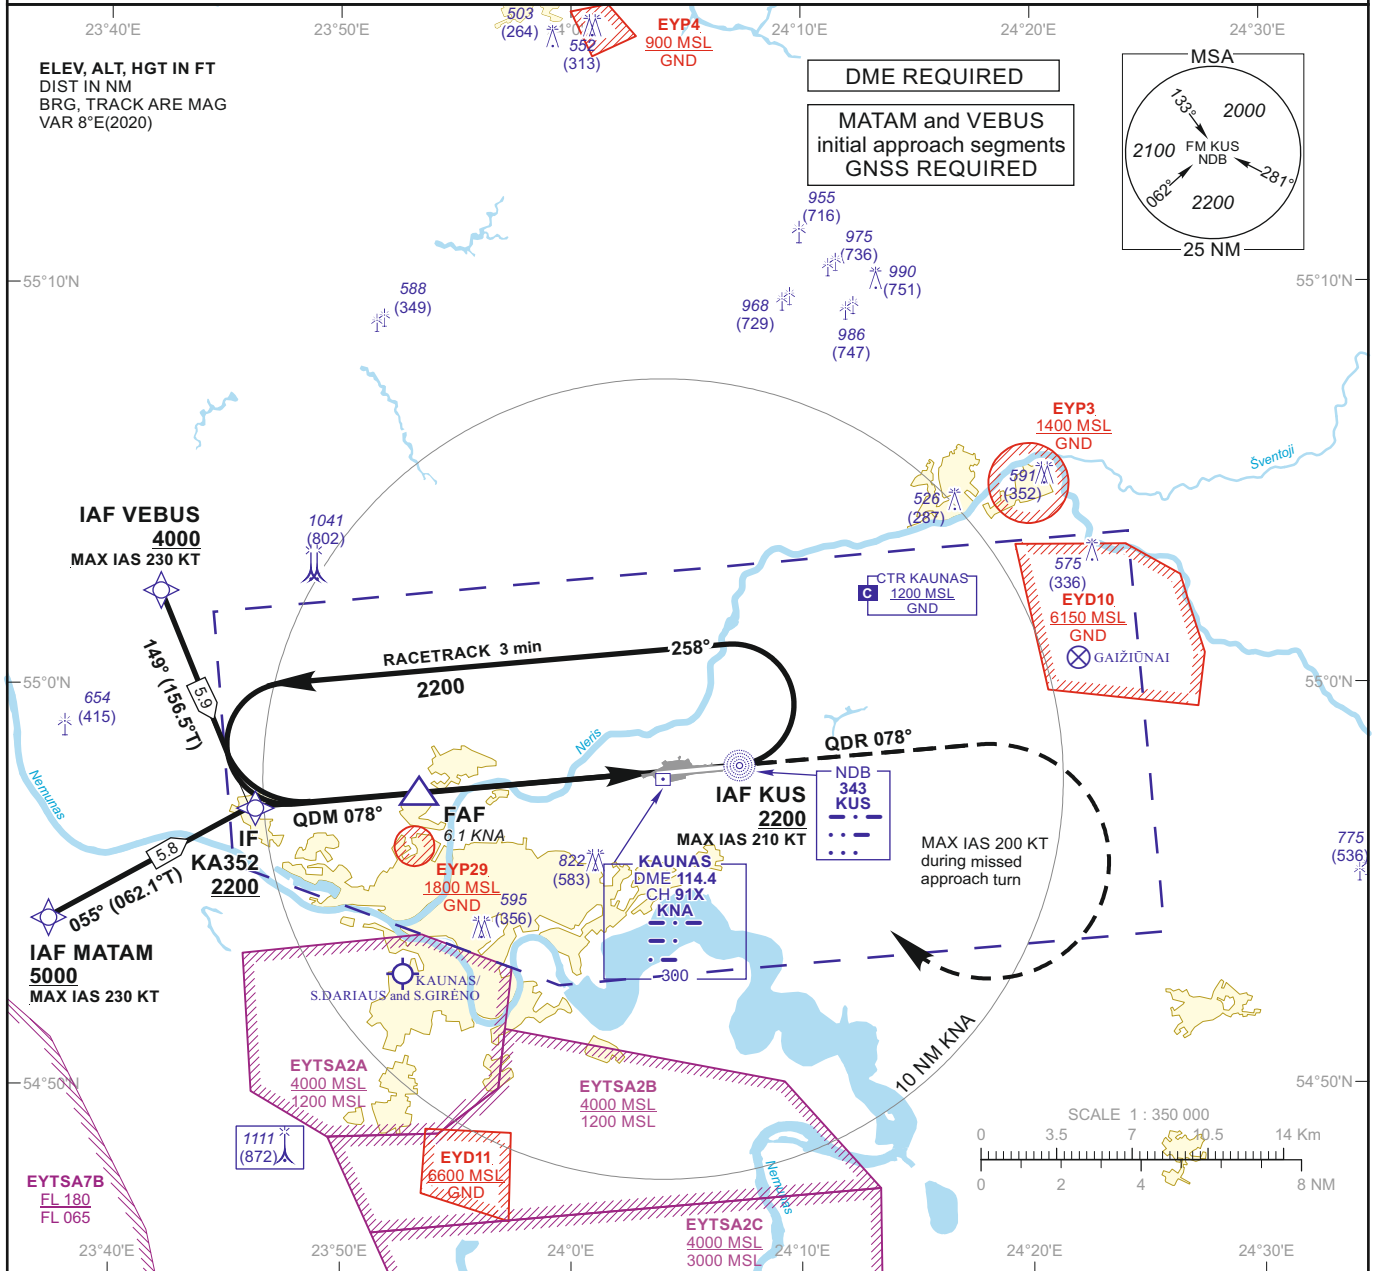 23°40'E
23°50'E
24°0'E
24°10'E
24°20'E
24°30'E
503
(264)
552
(313)
EYP4
900 MSL
GND
ELEV, ALT, HGT IN FT
DIST IN NM
BRG, TRACK ARE MAG
VAR 8°E(2020)
DME REQUIRED
MATAM and VEBUS
initial approach segments
GNSS REQUIRED
MSA
133°
2000
2100
FM KUS
NDB
062°
281°
2200
25 NM
955
(716)
975
(736)
990
(751)
968
(729)
986
(747)
55°10'N
55°10'N
588
(349)
EYP3
1400 MSL
GND
591
(352)
526
(287)
Šventoji
IAF VEBUS
4000
MAX IAS 230 KT
1041
(802)
575
(336)
CTR KAUNAS
C
1200 MSL
GND
EYD10
6150 MSL
GND
GAIŽIŪNAI
RACETRACK 3 min
258°
2200
149° (156.5°T)
5.9
55°0'N
55°0'N
654
(415)
Neris
QDR 078°
Nemunas
NDB
343
KUS
IAF KUS
2200
MAX IAS 210 KT
QDM 078°
FAF
6.1 KNA
IF
KA352
2200
5.8
055° (062.1°T)
IAF MATAM
5000
MAX IAS 230 KT
EYP29
1800 MSL
GND
595
(356)
822
(583)
KAUNAS
DME 114.4
CH 91X
KNA
300
MAX IAS 200 KT
during missed
approach turn
775
(536)
KAUNAS/
S.DARIAUS and S.GIRĖNO
10 NM KNA
54°50'N
54°50'N
EYTSA2A
4000 MSL
1200 MSL
EYTSA2B
4000 MSL
1200 MSL
1111
(872)
EYD11
6600 MSL
GND
EYTSA7B
FL 180
FL 065
Nemunas
EYTSA2C
4000 MSL
3000 MSL
SCALE 1 : 350 000
0
3.5
7
10.5
14 Km
0
2
4
8 NM
23°40'E
23°50'E
24°0'E
24°10'E
24°20'E
24°30'E